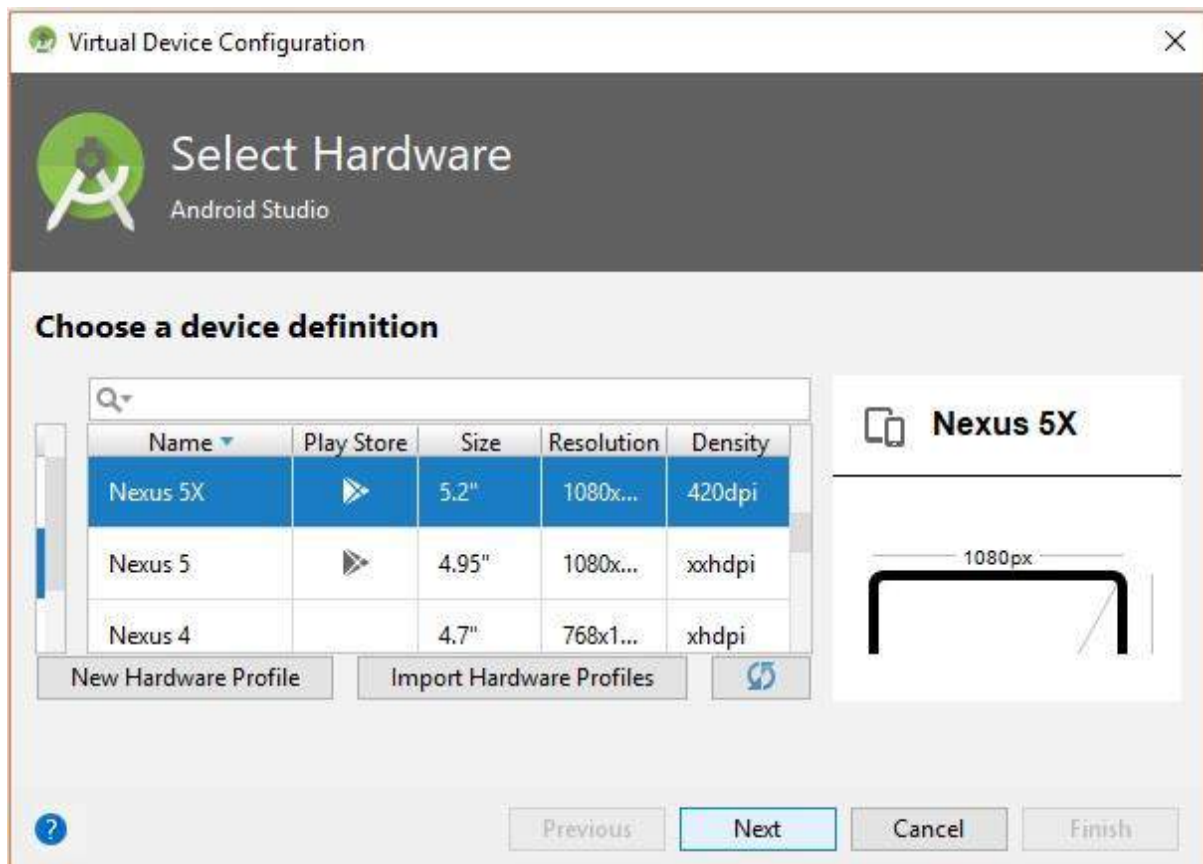 Virtual Device Configuration
Select Hardware
Android Studio
Choose a device definition
Name Play Store Size Resolution Density
Nexus 5X 5.2" 1080x... 420dpi
Nexus 5 4.95" 1080x... xxhdpi
Nexus 4 4.7" 768x1... xhdpi
New Hardware Profile Import Hardware Profiles
Nexus 5X
1080px
? Previous Next Cancel Finish